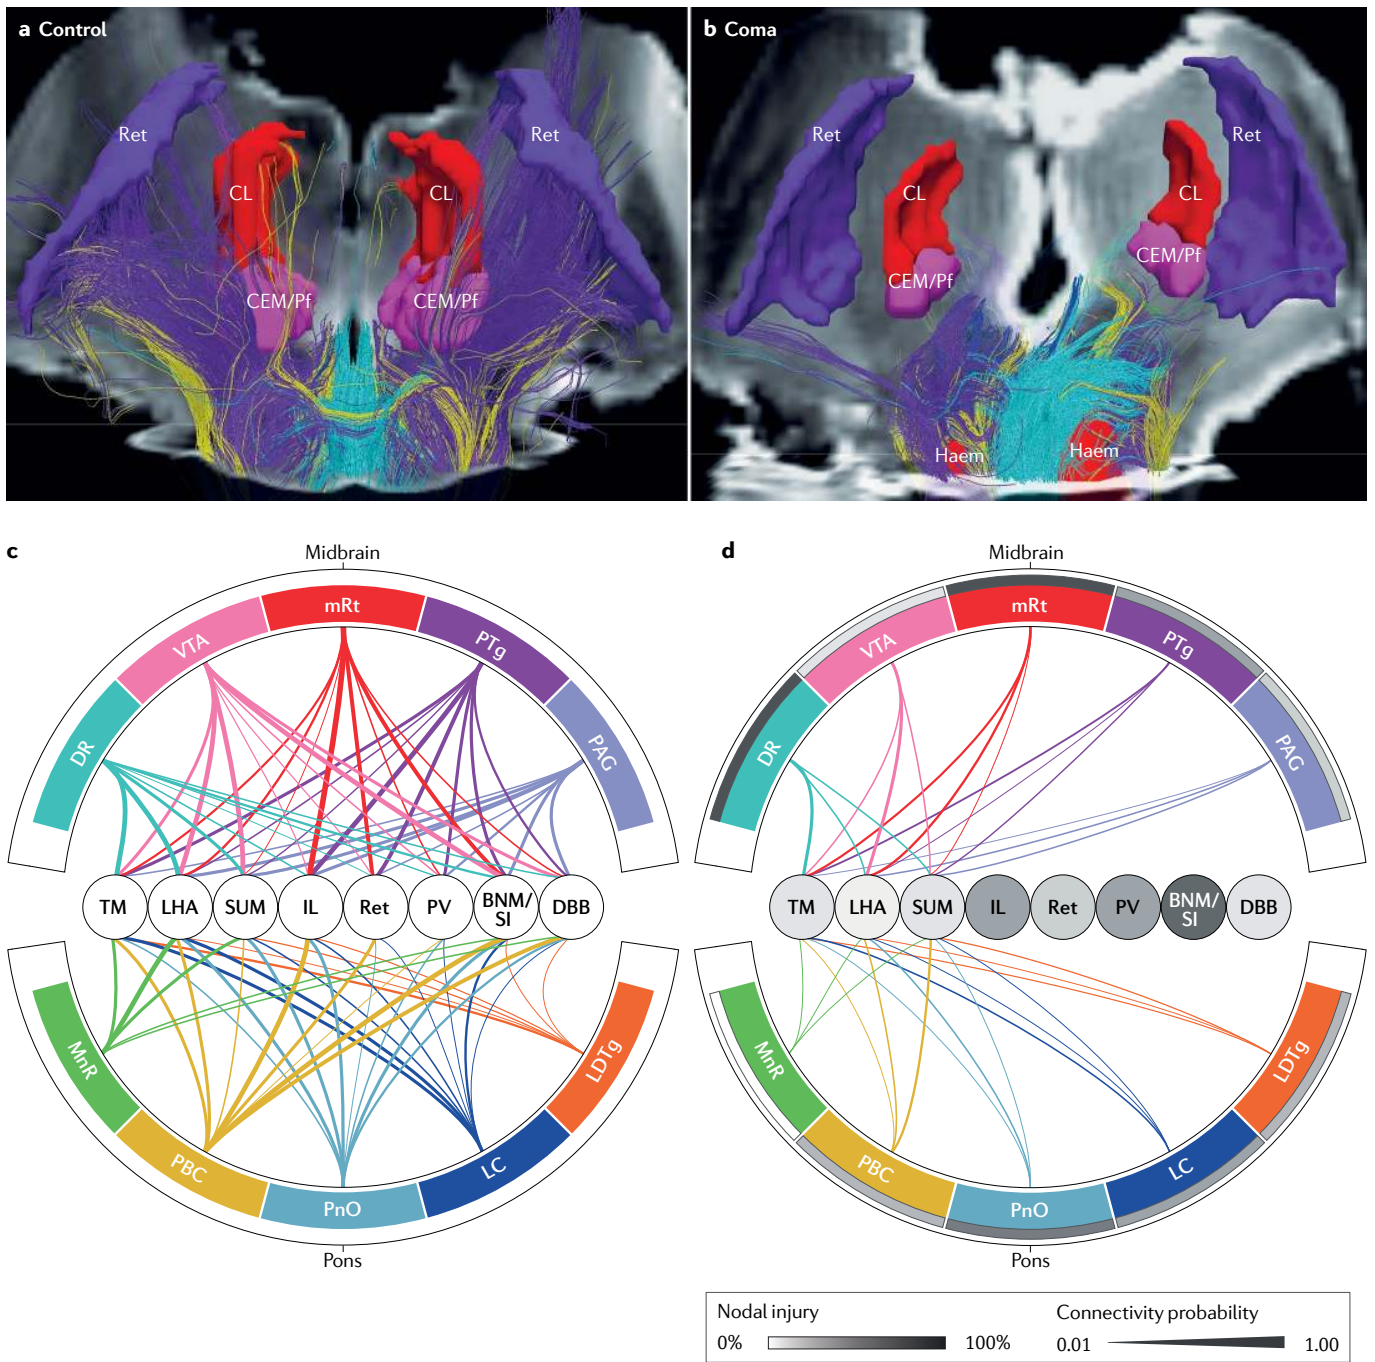 a Control
b Coma
Ret
Ret
CL
CL
CEM/Pf
CEM/Pf
Ret
Ret
CL
CL
CEM/Pf
CEM/Pf
Haem
Haem
c
Midbrain
mRt
VTA
PTg
DR
PAG
TM
LHA
SUM
IL
Ret
PV
BNM/
SI
DBB
MnR
LDTg
PBC
LC
PnO
Pons
d
Midbrain
mRt
VTA
PTg
DR
PAG
TM
LHA
SUM
IL
Ret
PV
BNM/
SI
DBB
MnR
LDTg
PBC
LC
PnO
Pons
Nodal injury
0% 100%
Connectivity probability
0.01 1.00